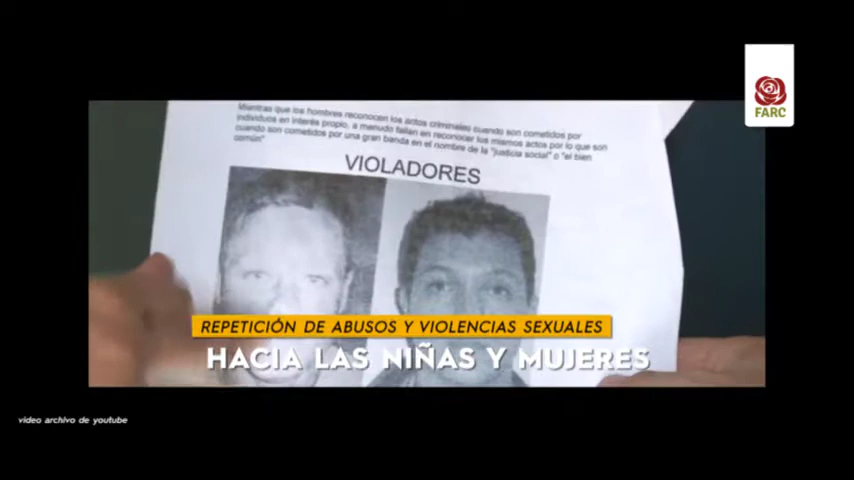 FARC
Mientras que los hombres reconocen los actos criminales cuando son cometidos por
individuos en interés propio, a menudo fallan en reconocer los mismos actos por lo que son
cuando son cometidos por una gran banda en el nombre de la "justicia social" o "el bien
común"
VIOLADORES
REPETICIÓN DE ABUSOS Y VIOLENCIAS SEXUALES
HACIA LAS NIÑAS Y MUJERES
video archivo de youtube